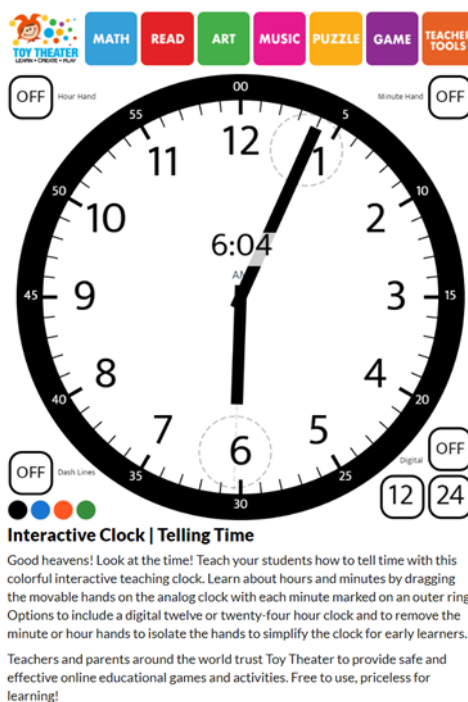 TOY THEATER
LEARN • CREATE • PLAY
MATH
READ
ART
MUSIC
PUZZLE
GAME
TEACHER
TOOLS
OFF
Hour Hand
Minute Hand
OFF
00
5
10
15
20
25
30
35
40
45
50
55
12
1
2
3
4
5
6
7
8
9
10
11
6:04
AM
OFF
Dash Lines
Digital
OFF
12
24
Interactive Clock | Telling Time
Good heavens! Look at the time! Teach your students how to tell time with this
colorful interactive teaching clock. Learn about hours and minutes by dragging
the movable hands on the analog clock with each minute marked on an outer ring.
Options to include a digital twelve or twenty-four hour clock and to remove the
minute or hour hands to isolate the hands to simplify the clock for early learners.
Teachers and parents around the world trust Toy Theater to provide safe and
effective online educational games and activities. Free to use, priceless for
learning!